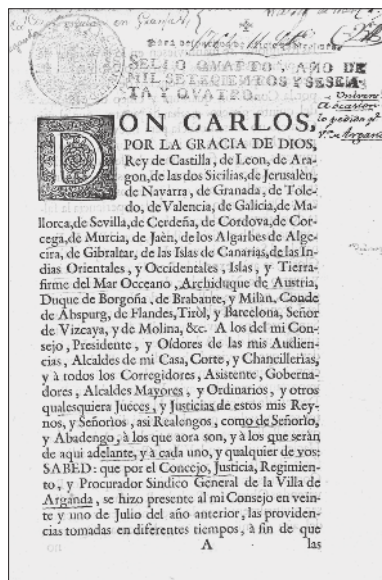 Para despachos de oficio
SELLO QUARTO, AÑO DE
MIL SETECIENTOS Y SESEN-
TA Y QUATRO.
DON CARLOS,
POR LA GRACIA DE DIOS,
Rey de Castilla, de Leon, de Ara-
gon, de las dos Sicilias, de Jerusalèn,
de Navarra, de Granada, de Tole-
do, de Valencia, de Galicia, de Ma-
llorca, de Sevilla, de Cerdeña, de Cordova, de Cor-
cega, de Murcia, de Jaèn, de los Algarbes de Alge-
cira, de Gibraltar, de las Islas de Canarias, de las In-
dias Orientales, y Occidentales, Islas, y Tierra-
firme del Mar Occeano, Archiduque de Austria,
Duque de Borgoña, de Brabante, y Milàn, Conde
de Abspurg, de Flandes, Tiròl, y Barcelona, Señor
de Vizcaya, y de Molina, &c. A los del mi Con-
sejo, Presidente, y Oìdores de las mis Audien-
cias, Alcaldes de mi Casa, Corte, y Chancillerìas,
y à todos los Corregidores, Asistente, Goberna-
dores, Alcaldes Mayores, y Ordinarios, y otros
qualesquiera Jueces, y Justicias de estos mis Rey-
nos, y Señorìos, asi Realengos, como de Señorìo,
y Abadengo, à los que aora son, y à los que seràn
de aqui adelante, y à cada uno, y qualquier de vos:
SABED: que por el Concejo, Justicia, Regimien-
to, y Procurador Sindico General de la Villa de
Arganda, se hizo presente al mi Consejo en vein-
te y uno de Julio del año anterior, las providen-
cias tomadas en diferentes tiempos, à fin de que
A las